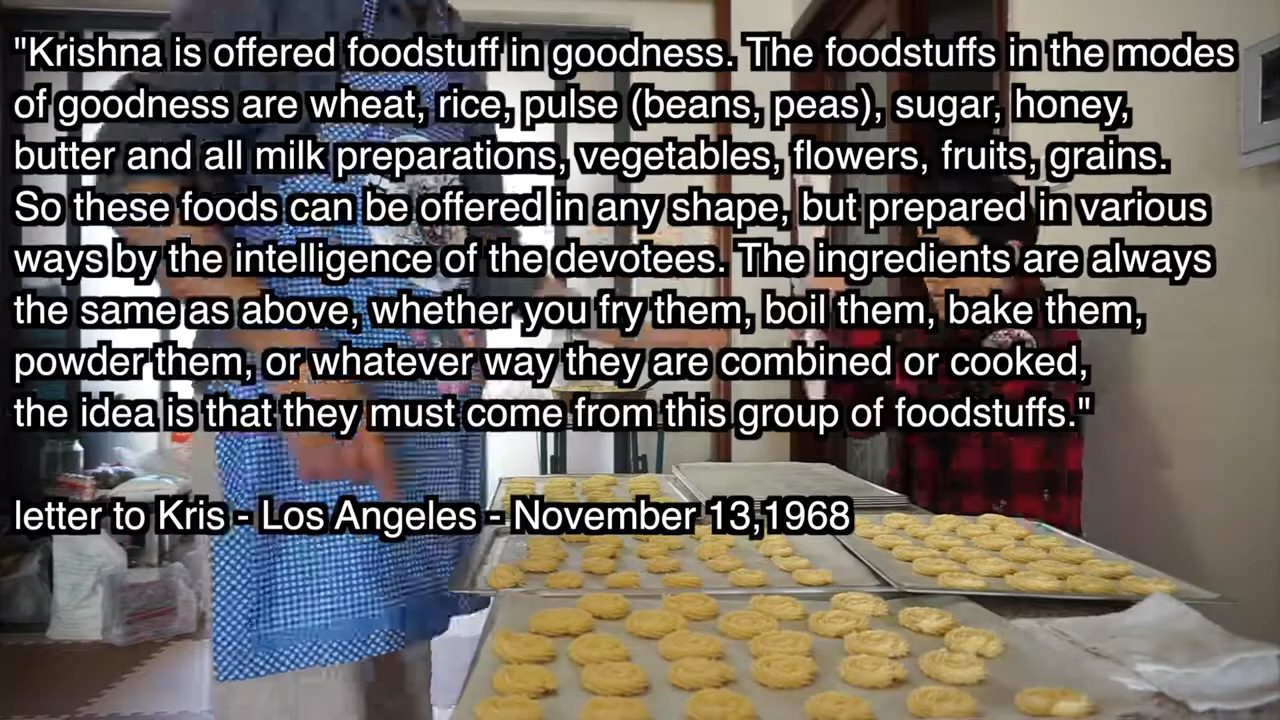 "Krishna is offered foodstuff in goodness. The foodstuffs in the modes
of goodness are wheat, rice, pulse (beans, peas), sugar, honey,
butter and all milk preparations, vegetables, flowers, fruits, grains.
So these foods can be offered in any shape, but prepared in various
ways by the intelligence of the devotees. The ingredients are always
the same as above, whether you fry them, boil them, bake them,
powder them, or whatever way they are combined or cooked,
the idea is that they must come from this group of foodstuffs."
letter to Kris - Los Angeles - November 13,1968